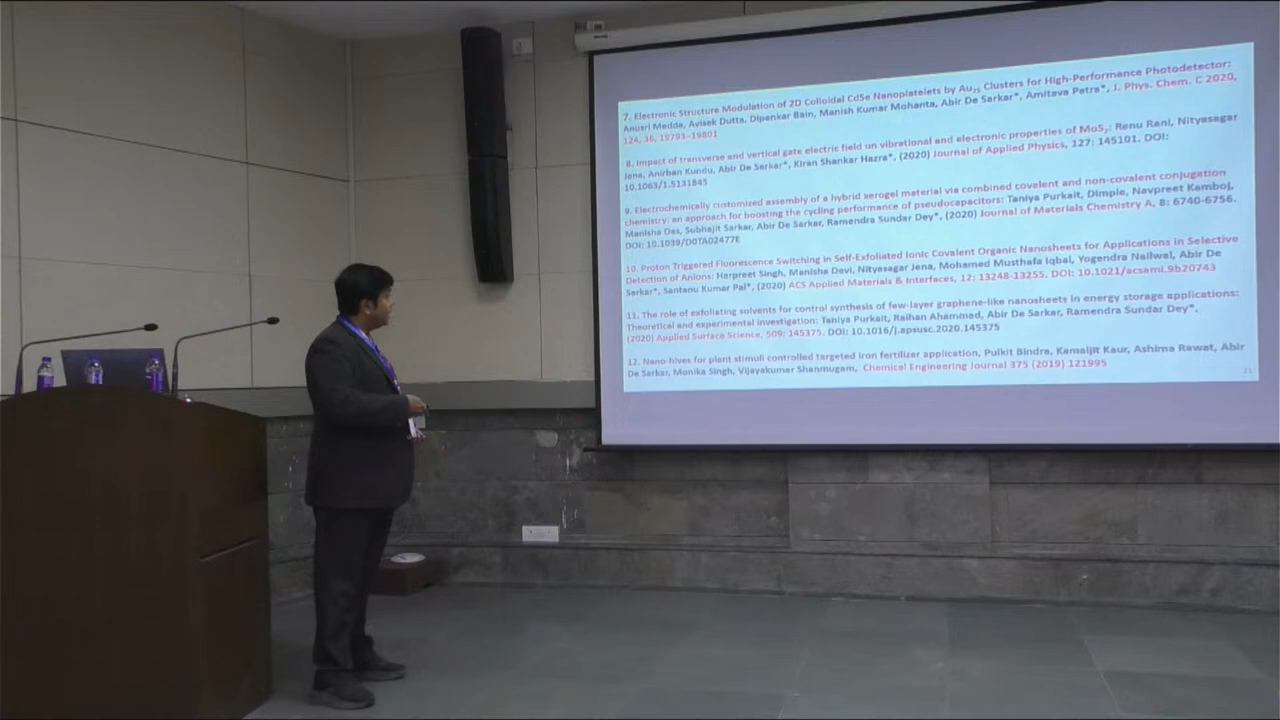 7. Electronic Structure Modulation of 2D Colloidal CdSe Nanoplatelets by Au25 Clusters for High-Performance Photodetector:
Anusri Medda, Avisek Dutta, Dipankar Bain, Manish Kumar Mohanta, Abir De Sarkar*, Amitava Patra*, J. Phys. Chem. C 2020,
124, 36, 19793–19801
8. Impact of transverse and vertical gate electric field on vibrational and electronic properties of MoS2: Renu Rani, Nityasagar
Jena, Anirban Kundu, Abir De Sarkar*, Kiran Shankar Hazra*, (2020) Journal of Applied Physics, 127: 145101. DOI:
10.1063/1.5131845
9. Electrochemically customized assembly of a hybrid xerogel material via combined covalent and non-covalent conjugation
chemistry: an approach for boosting the cycling performance of pseudocapacitors: Taniya Purkait, Dimple, Navpreet Kamboj,
Manisha Das, Subhajit Sarkar, Abir De Sarkar, Ramendra Sundar Dey*, (2020) Journal of Materials Chemistry A, 8: 6740-6756.
DOI: 10.1039/D0TA02477E
10. Proton Triggered Fluorescence Switching in Self-Exfoliated Ionic Covalent Organic Nanosheets for Applications in Selective
Detection of Anions: Harpreet Singh, Manisha Devi, Nityasagar Jena, Mohamed Musthafa Iqbal, Yogendra Nailwal, Abir De
Sarkar*, Santanu Kumar Pal*, (2020) ACS Applied Materials & Interfaces, 12: 13248-13255. DOI: 10.1021/acsami.9b20743
11. The role of exfoliating solvents for control synthesis of few-layer graphene-like nanosheets in energy storage applications:
Theoretical and experimental investigation: Taniya Purkait, Raihan Ahammed, Abir De Sarkar, Ramendra Sundar Dey*,
(2020) Applied Surface Science, 509: 145375. DOI: 10.1016/j.apsusc.2020.145375
12. Nano-hives for plant stimuli controlled targeted iron fertilizer application, Pulkit Bindra, Kamaljit Kaur, Ashima Rawat, Abir
De Sarkar, Monika Singh, Vijayakumar Shanmugam, Chemical Engineering Journal 375 (2019) 121995